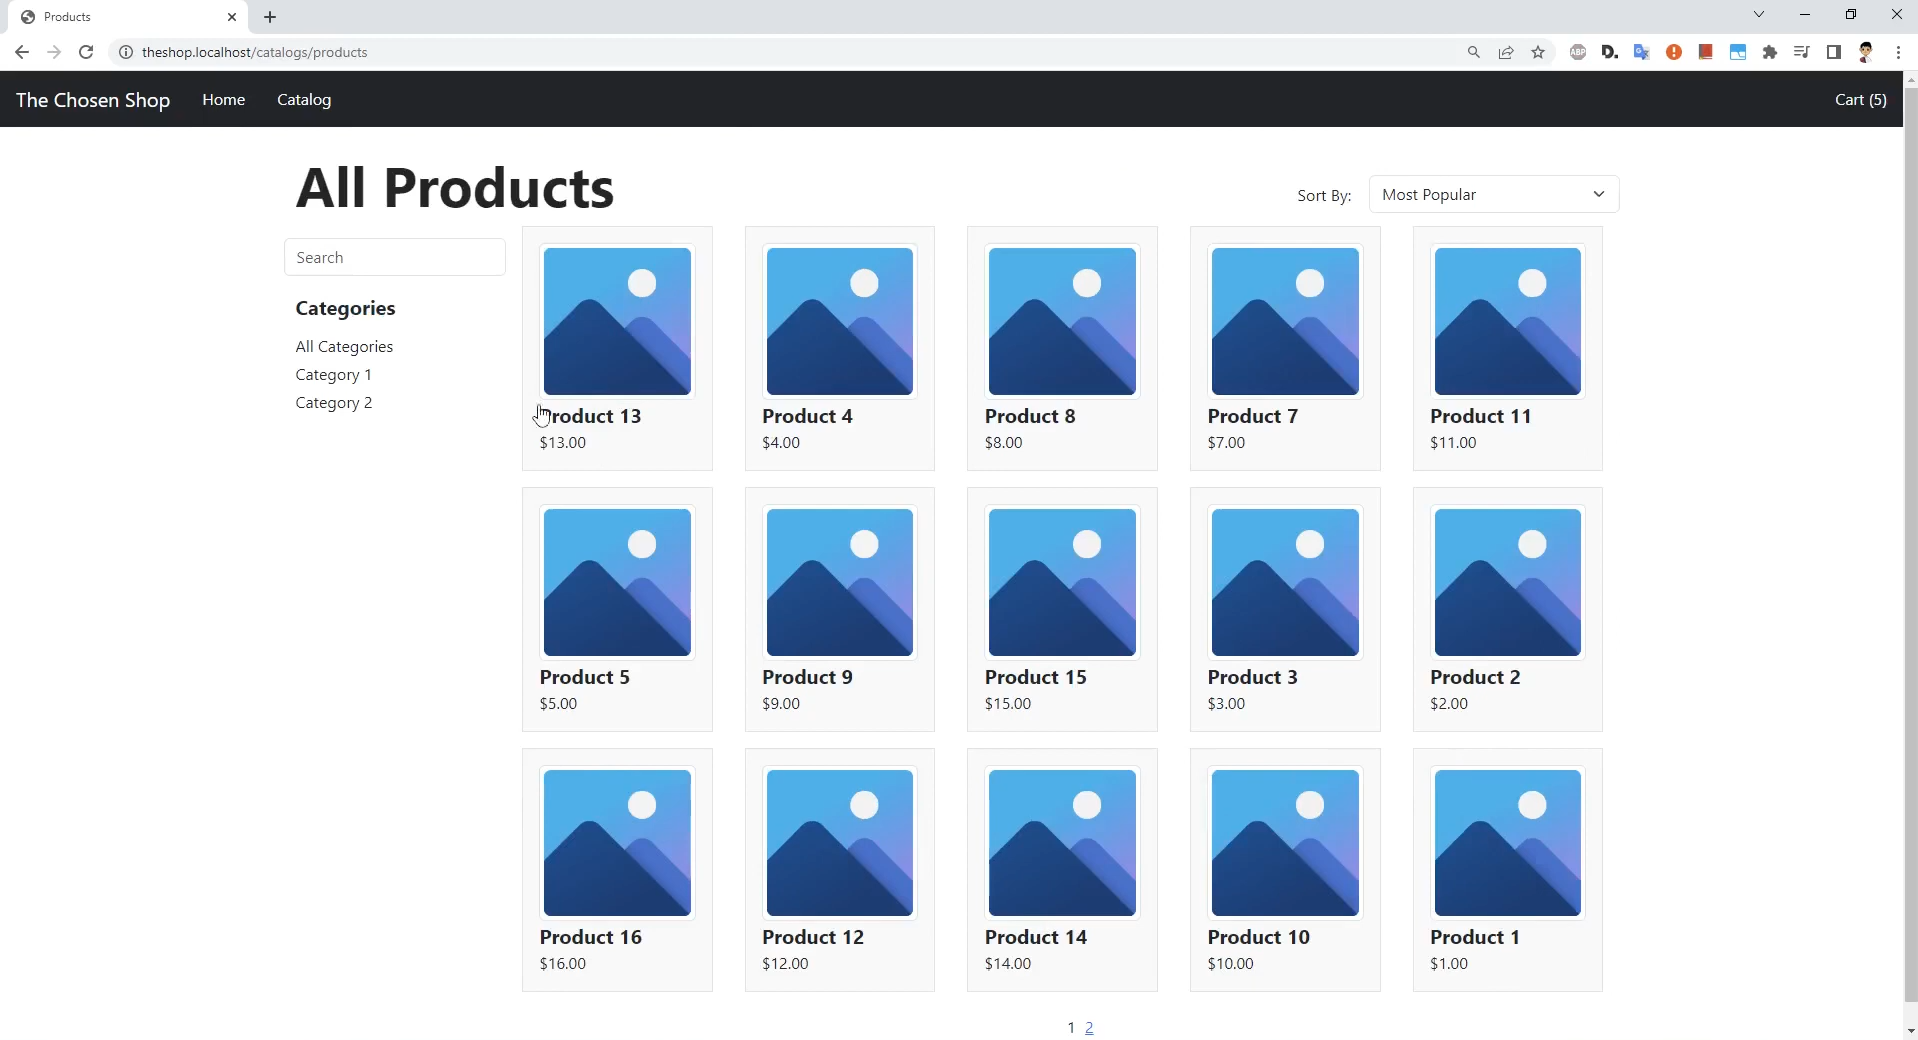 Products
theshop.localhost/catalogs/products
ABP
D.
The Chosen Shop Home Catalog Cart (5)
All Products
Sort By: Most Popular
Search
Categories
All Categories
Category 1
Category 2
Product 13 Product 4 Product 8 Product 7 Product 11
$13.00 $4.00 $8.00 $7.00 $11.00
Product 5 Product 9 Product 15 Product 3 Product 2
$5.00 $9.00 $15.00 $3.00 $2.00
Product 16 Product 12 Product 14 Product 10 Product 1
$16.00 $12.00 $14.00 $10.00 $1.00
1 2